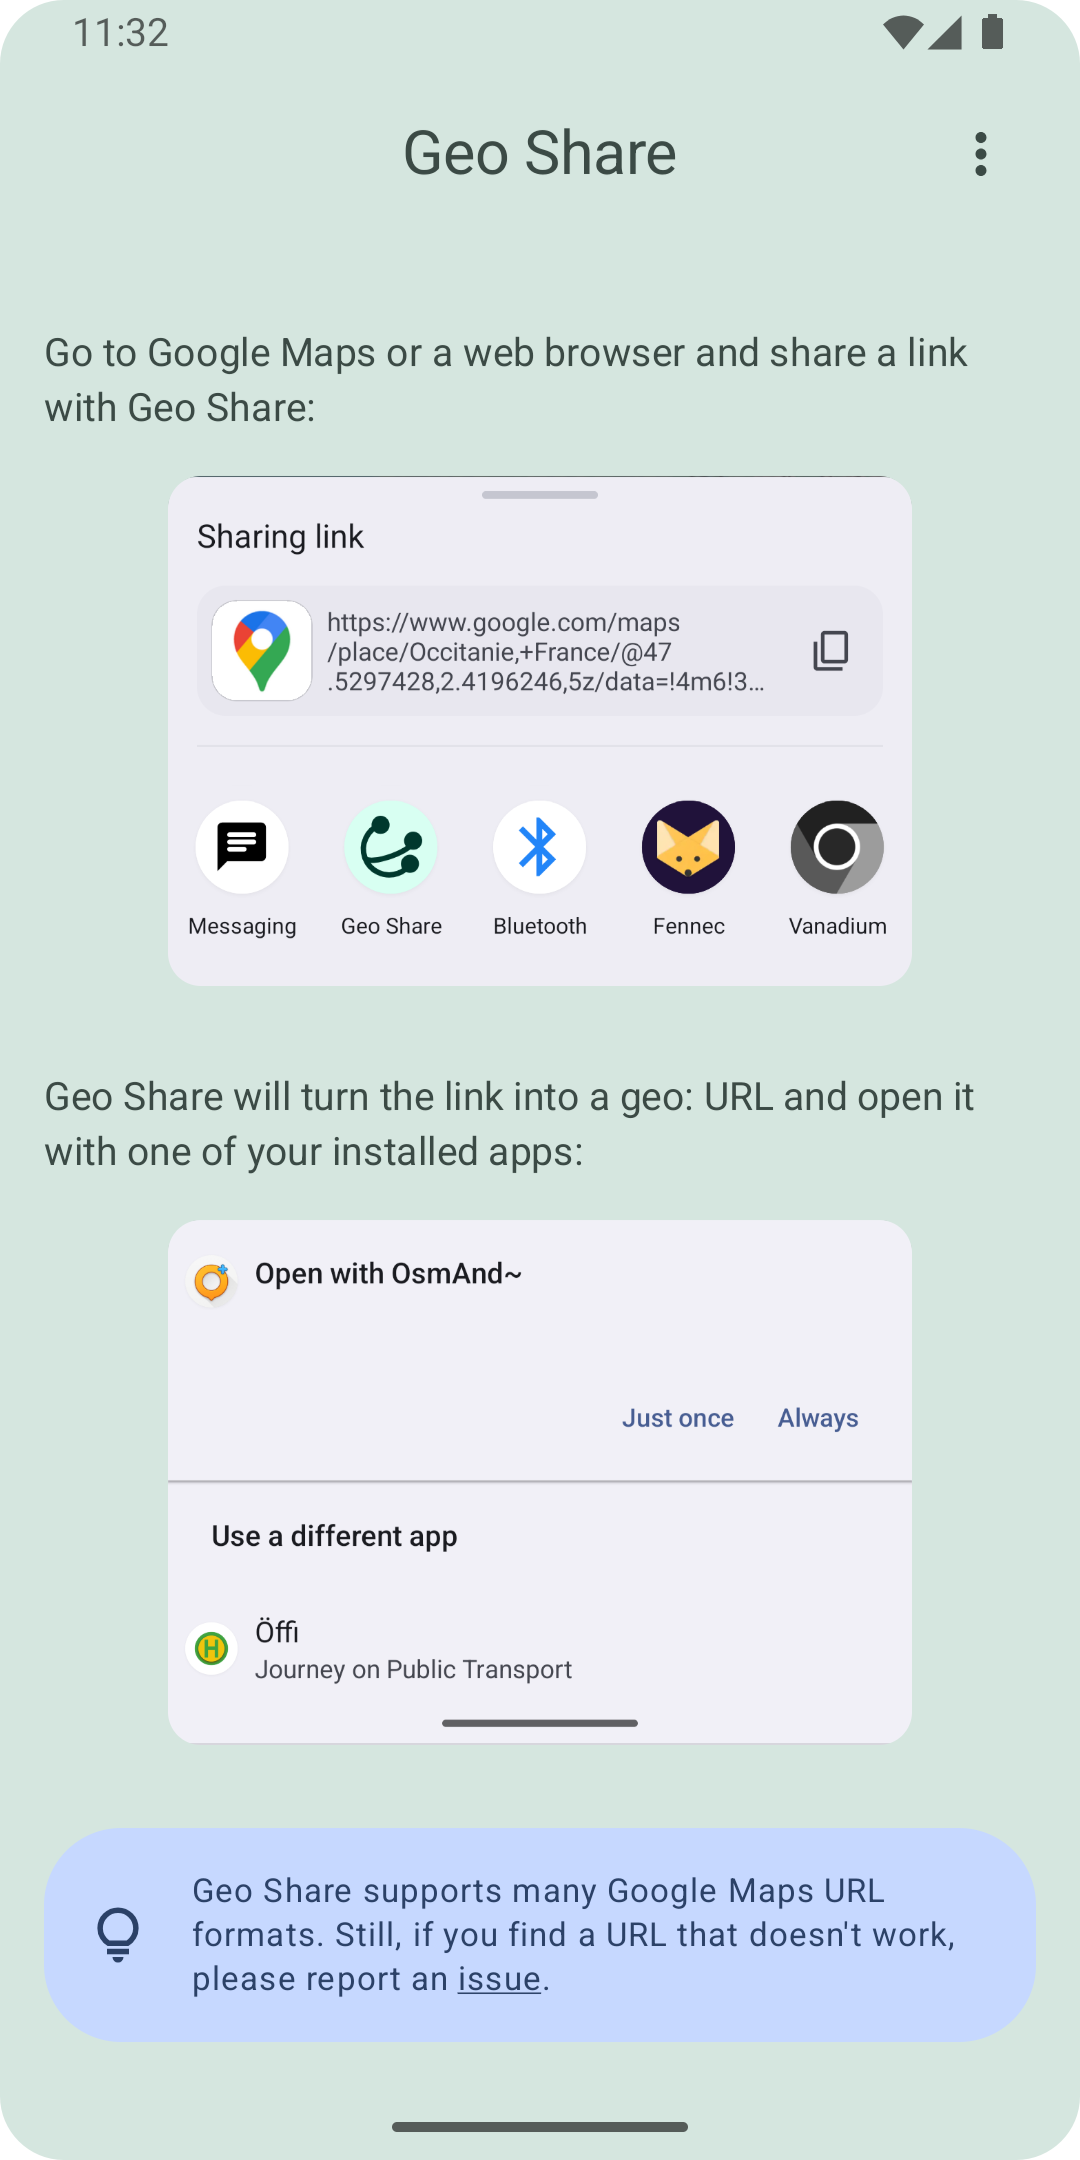 11:32
Geo Share
Go to Google Maps or a web browser and share a link
with Geo Share:
Sharing link
https://www.google.com/maps
/place/Occitanie,+France/@47
.5297428,2.4196246,5z/data=!4m6!3...
Messaging
Geo Share
Bluetooth
Fennec
Vanadium
Geo Share will turn the link into a geo: URL and open it
with one of your installed apps:
Open with OsmAnd~
Just once
Always
Use a different app
H
Öffi
Journey on Public Transport
Geo Share supports many Google Maps URL
formats. Still, if you find a URL that doesn't work,
please report an issue.